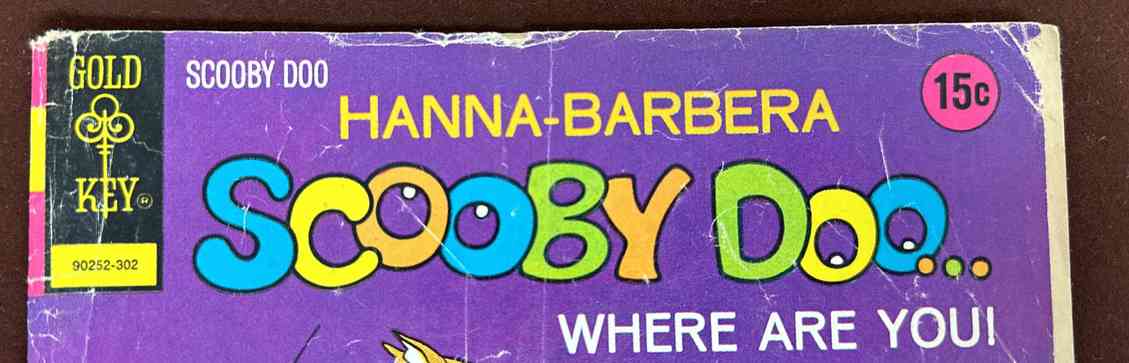 GOLD
KEY®
90252-302
SCOOBY DOO
15c
HANNA-BARBERA
SCOOBY DOO...
WHERE ARE YOU!